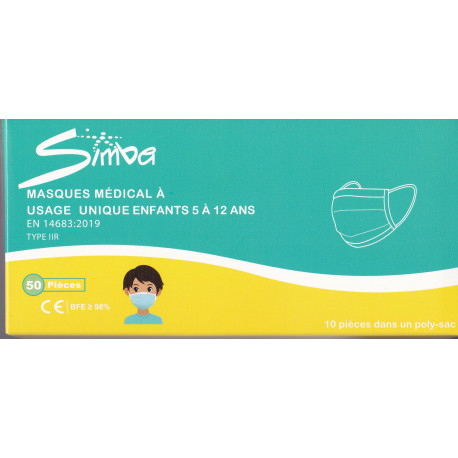 Simba
MASQUES MÉDICAL À
USAGE UNIQUE ENFANTS 5 À 12 ANS
EN 14683:2019
TYPE IIR
50 Pièces
CE BFE ≥ 98%
10 pièces dans un poly-sac